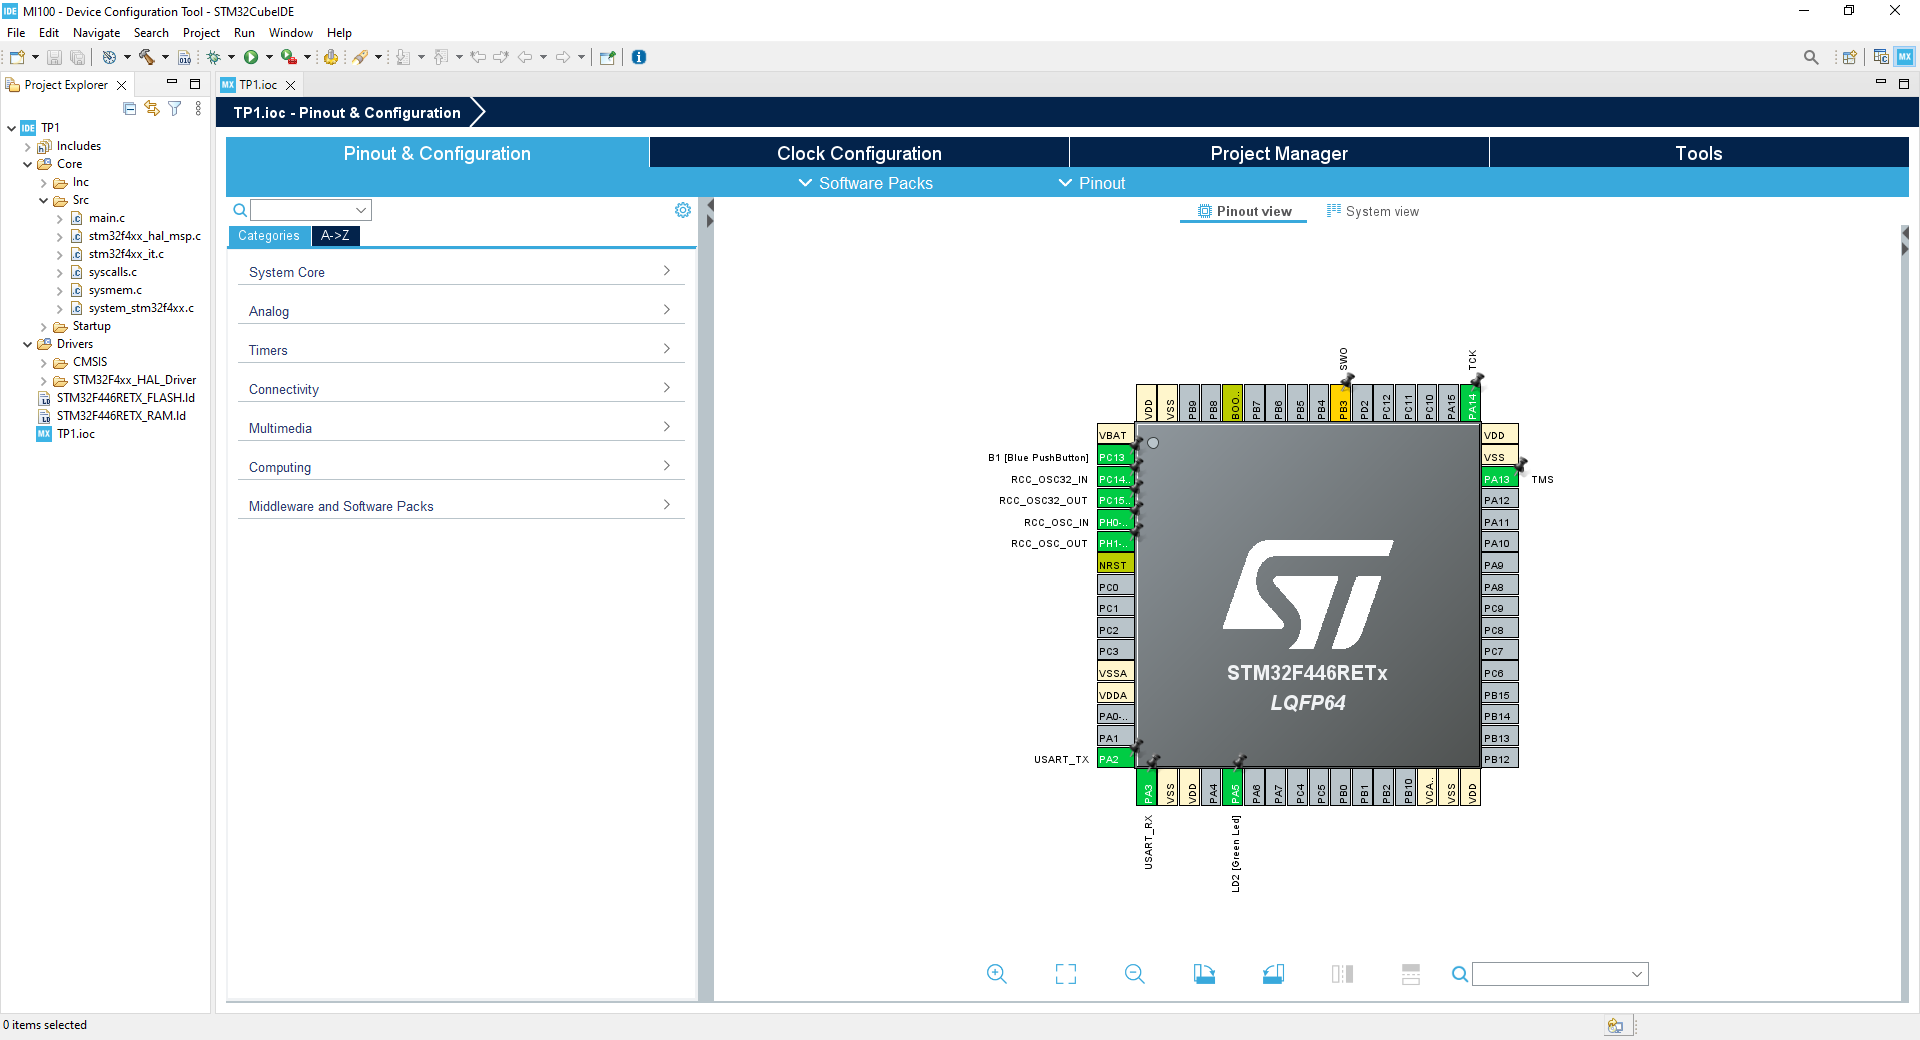 IDE MI100 - Device Configuration Tool - STM32CubeIDE
File Edit Navigate Search Project Run Window Help
Project Explorer
MX TP1.ioc
TP1.ioc - Pinout & Configuration
IDE TP1
Includes
Core
Inc
Src
main.c
stm32f4xx_hal_msp.c
stm32f4xx_it.c
syscalls.c
sysmem.c
system_stm32f4xx.c
Startup
Drivers
CMSIS
STM32F4xx_HAL_Driver
STM32F446RETX_FLASH.ld
STM32F446RETX_RAM.ld
MX TP1.ioc
Pinout & Configuration Clock Configuration Project Manager Tools
Software Packs Pinout
Categories A->Z
System Core
Analog
Timers
Connectivity
Multimedia
Computing
Middleware and Software Packs
Pinout view System view
SWO
TCK
VDD VSS PB9 PB8 BOO.. PB7 PB6 PB5 PB4 PB3 PD2 PC12 PC11 PC10 PA15 PA14
VBAT
B1 [Blue PushButton] PC13
RCC_OSC32_IN PC14..
RCC_OSC32_OUT PC15..
RCC_OSC_IN PH0-..
RCC_OSC_OUT PH1-..
NRST
PC0
PC1
PC2
PC3
VSSA
VDDA
PA0-..
PA1
USART_TX PA2
VDD
VSS
PA13 TMS
PA12
PA11
PA10
PA9
PA8
PC9
PC8
PC7
PC6
PB15
PB14
PB13
PB12
ST
STM32F446RETx
LQFP64
PA3 VSS VDD PA4 PA5 PA6 PA7 PC4 PC5 PB0 PB1 PB2 PB10 VCA.. VSS VDD
USART_RX
LD2 [Green Led]
0 items selected